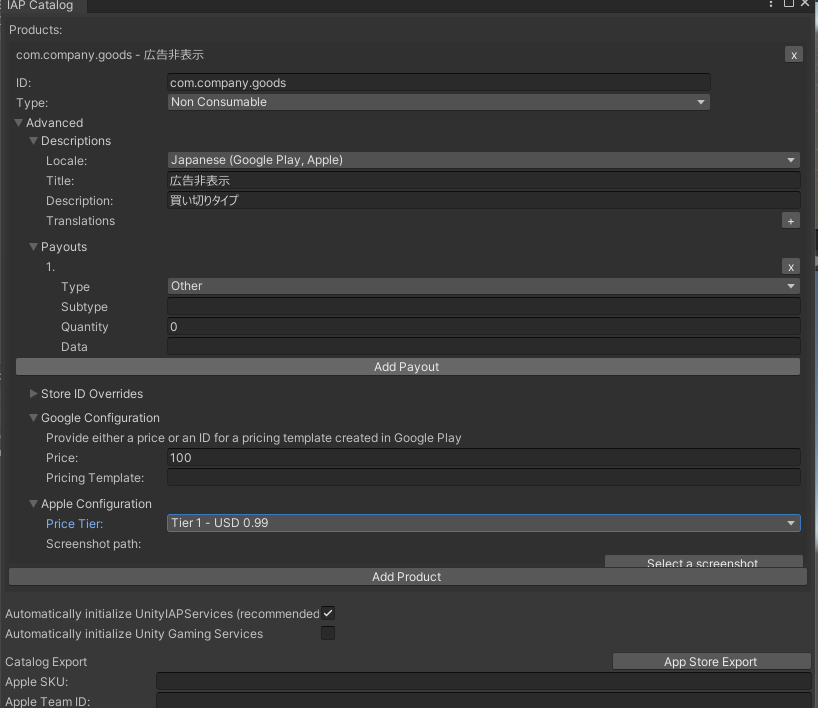 IAP Catalog
Products:
com.company.goods - 広告非表示
x
ID: com.company.goods
Type: Non Consumable
Advanced
Descriptions
Locale: Japanese (Google Play, Apple)
Title: 広告非表示
Description: 買い切りタイプ
Translations +
Payouts
1. x
Type Other
Subtype
Quantity 0
Data
Add Payout
Store ID Overrides
Google Configuration
Provide either a price or an ID for a pricing template created in Google Play
Price: 100
Pricing Template:
Apple Configuration
Price Tier: Tier 1 - USD 0.99
Screenshot path:
Select a screenshot
Add Product
Automatically initialize UnityIAPServices (recommended
Automatically initialize Unity Gaming Services
Catalog Export App Store Export
Apple SKU:
Apple Team ID: